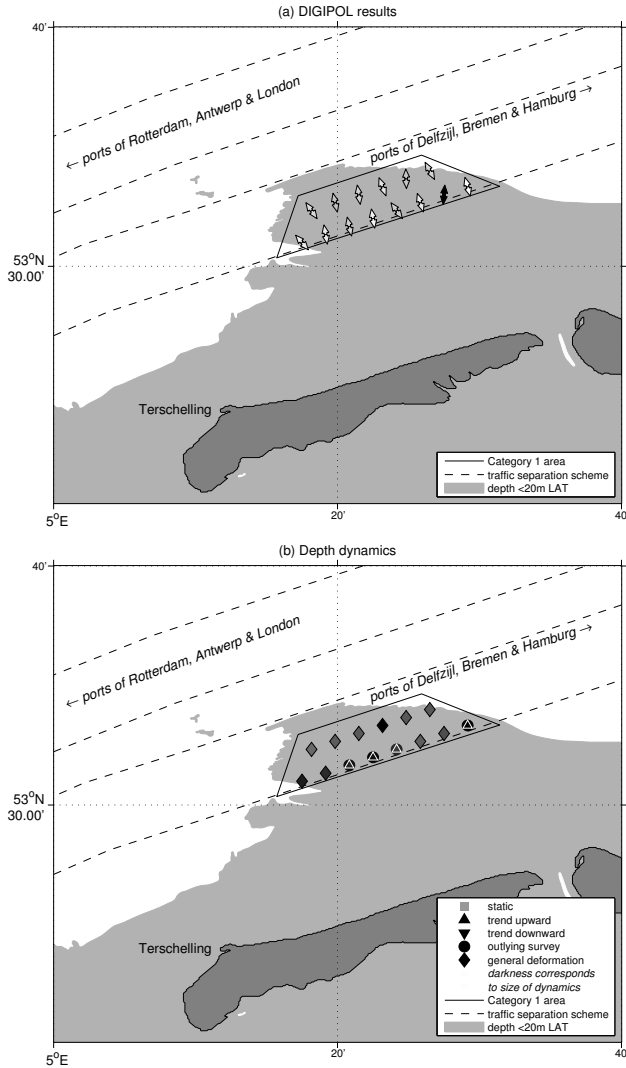 (a) DIGIPOL results
40'
← ports of Rotterdam, Antwerp & London
ports of Delfzijl, Bremen & Hamburg →
53°N
30.00'
Terschelling
Category 1 area
traffic separation scheme
depth <20m LAT
5°E
20'
40
(b) Depth dynamics
40'
← ports of Rotterdam, Antwerp & London
ports of Delfzijl, Bremen & Hamburg →
53°N
30.00'
Terschelling
static
trend upward
trend downward
outlying survey
general deformation
darkness corresponds
to size of dynamics
Category 1 area
traffic separation scheme
depth <20m LAT
5°E
20'
40